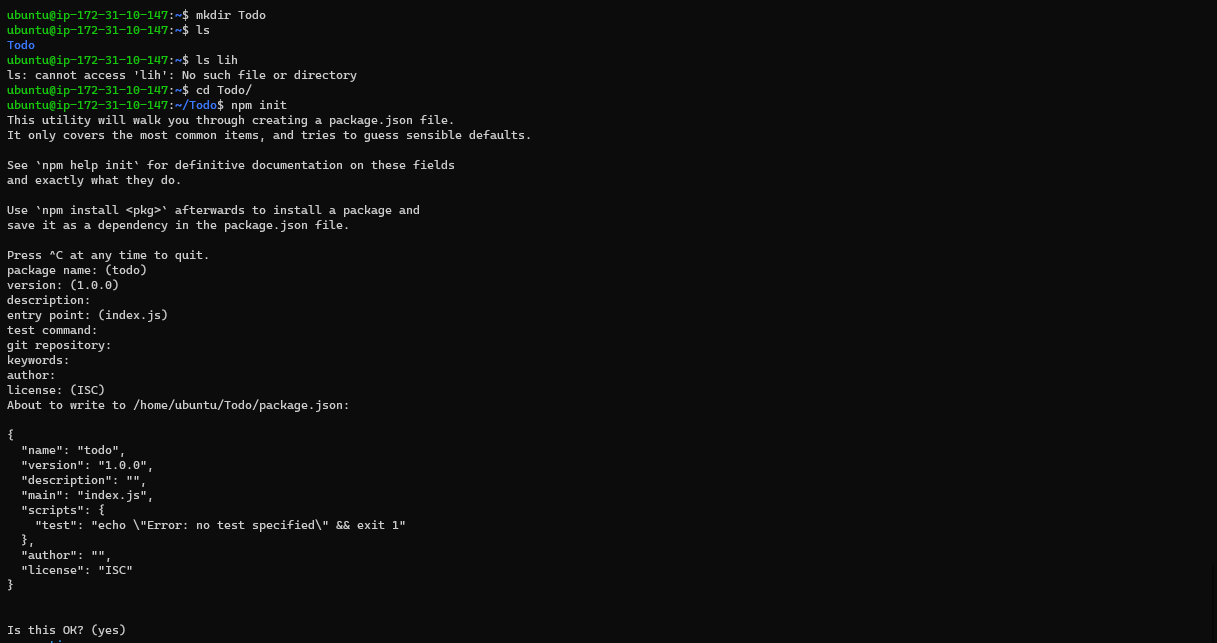 ubuntu@ip-172-31-10-147:~$ mkdir Todo
ubuntu@ip-172-31-10-147:~$ ls
Todo
ubuntu@ip-172-31-10-147:~$ ls lih
ls: cannot access 'lih': No such file or directory
ubuntu@ip-172-31-10-147:~$ cd Todo/
ubuntu@ip-172-31-10-147:~/Todo$ npm init
This utility will walk you through creating a package.json file.
It only covers the most common items, and tries to guess sensible defaults.

See `npm help init` for definitive documentation on these fields
and exactly what they do.

Use `npm install <pkg>` afterwards to install a package and
save it as a dependency in the package.json file.

Press ^C at any time to quit.
package name: (todo)
version: (1.0.0)
description:
entry point: (index.js)
test command:
git repository:
keywords:
author:
license: (ISC)
About to write to /home/ubuntu/Todo/package.json:

{
  "name": "todo",
  "version": "1.0.0",
  "description": "",
  "main": "index.js",
  "scripts": {
    "test": "echo \"Error: no test specified\" && exit 1"
  },
  "author": "",
  "license": "ISC"
}

Is this OK? (yes)